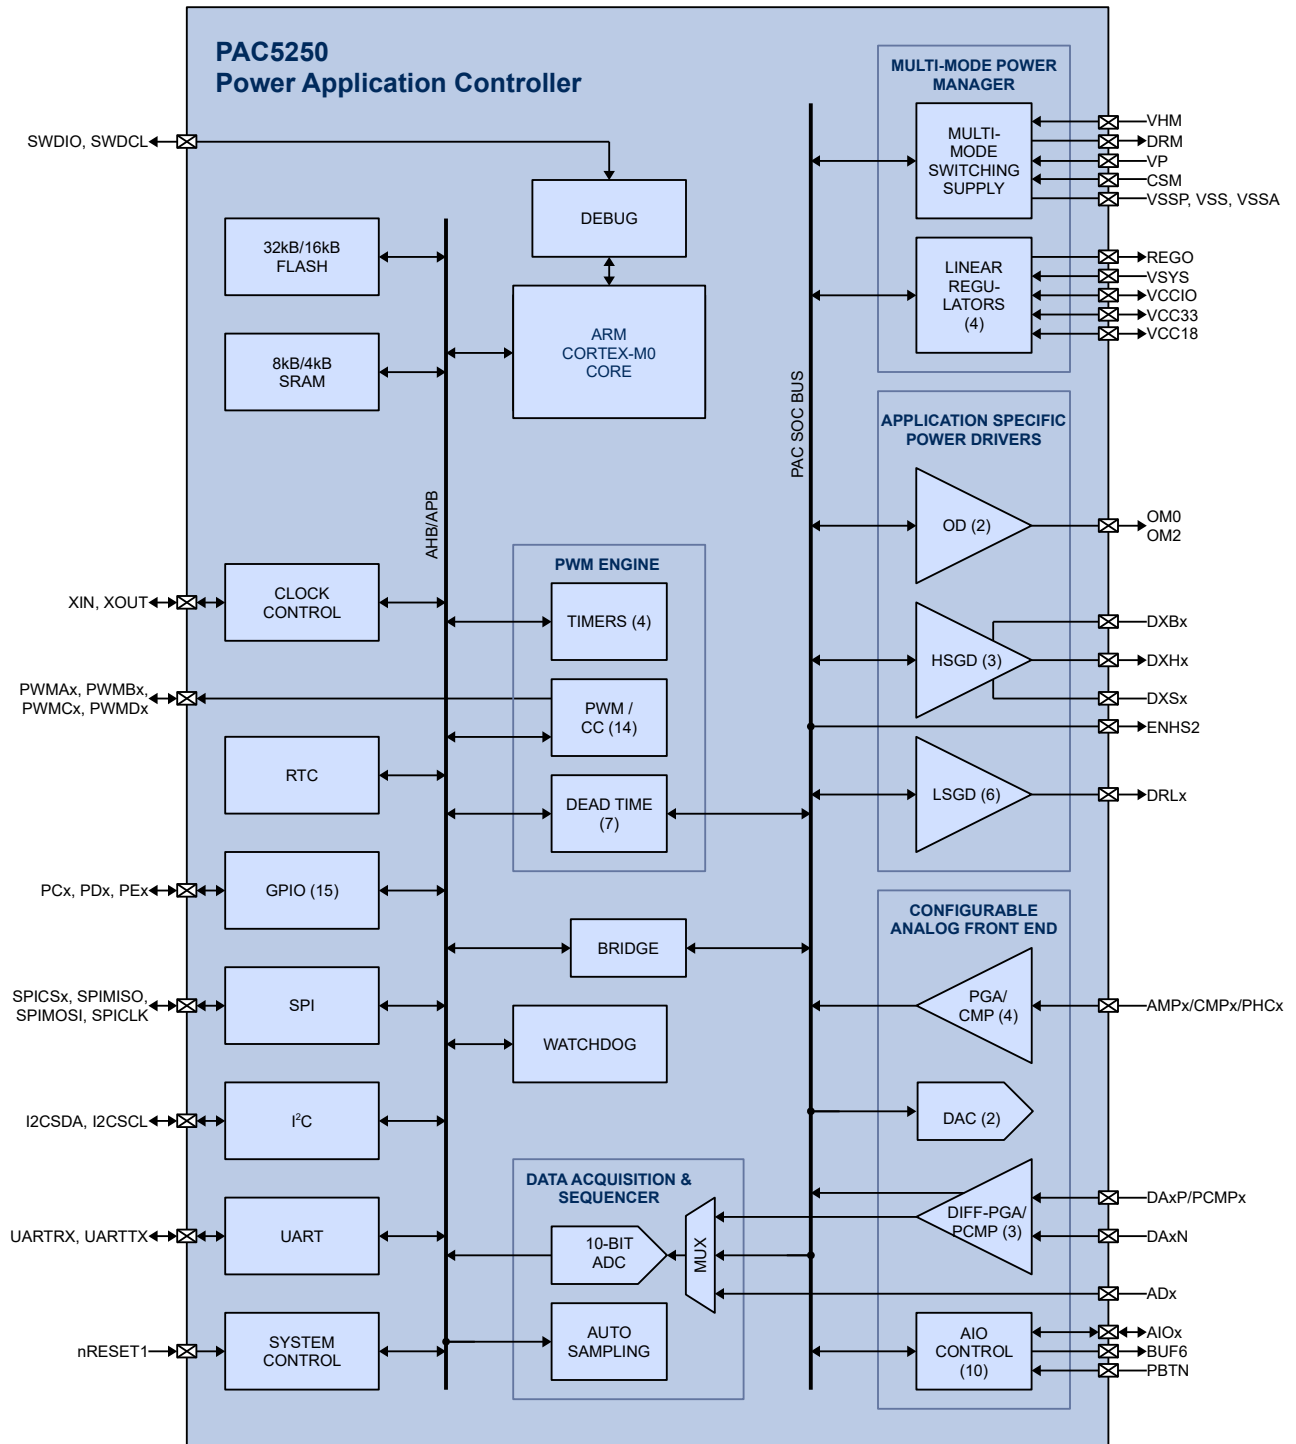 PAC5250
Power Application Controller
SWDIO, SWDCL
DEBUG
32kB/16kB
FLASH
ARM
CORTEX-M0
CORE
8kB/4kB
SRAM
AHB/APB
PAC SOC BUS
MULTI-MODE POWER
MANAGER
MULTI-
MODE
SWITCHING
SUPPLY
VHM
DRM
VP
CSM
VSSP, VSS, VSSA
LINEAR
REGU-
LATORS
(4)
REGO
VSYS
VCCIO
VCC33
VCC18
APPLICATION SPECIFIC
POWER DRIVERS
OD (2)
OM0
OM2
HSGD (3)
DXBx
DXHx
DXSx
ENHS2
LSGD (6)
DRLx
XIN, XOUT
CLOCK
CONTROL
PWM ENGINE
TIMERS (4)
PWMAx, PWMBx,
PWMCx, PWMDx
PWM /
CC (14)
RTC
DEAD TIME
(7)
PCx, PDx, PEx
GPIO (15)
BRIDGE
SPICSx, SPIMISO,
SPIMOSI, SPICLK
SPI
WATCHDOG
I2CSDA, I2CSCL
I²C
UARTRX, UARTTX
UART
nRESET1
SYSTEM
CONTROL
DATA ACQUISITION &
SEQUENCER
10-BIT
ADC
MUX
AUTO
SAMPLING
CONFIGURABLE
ANALOG FRONT END
PGA/
CMP (4)
AMPx/CMPx/PHCx
DAC (2)
DIFF-PGA/
PCMP (3)
DAxP/PCMPx
DAxN
ADx
AIO
CONTROL
(10)
AIOx
BUF6
PBTN